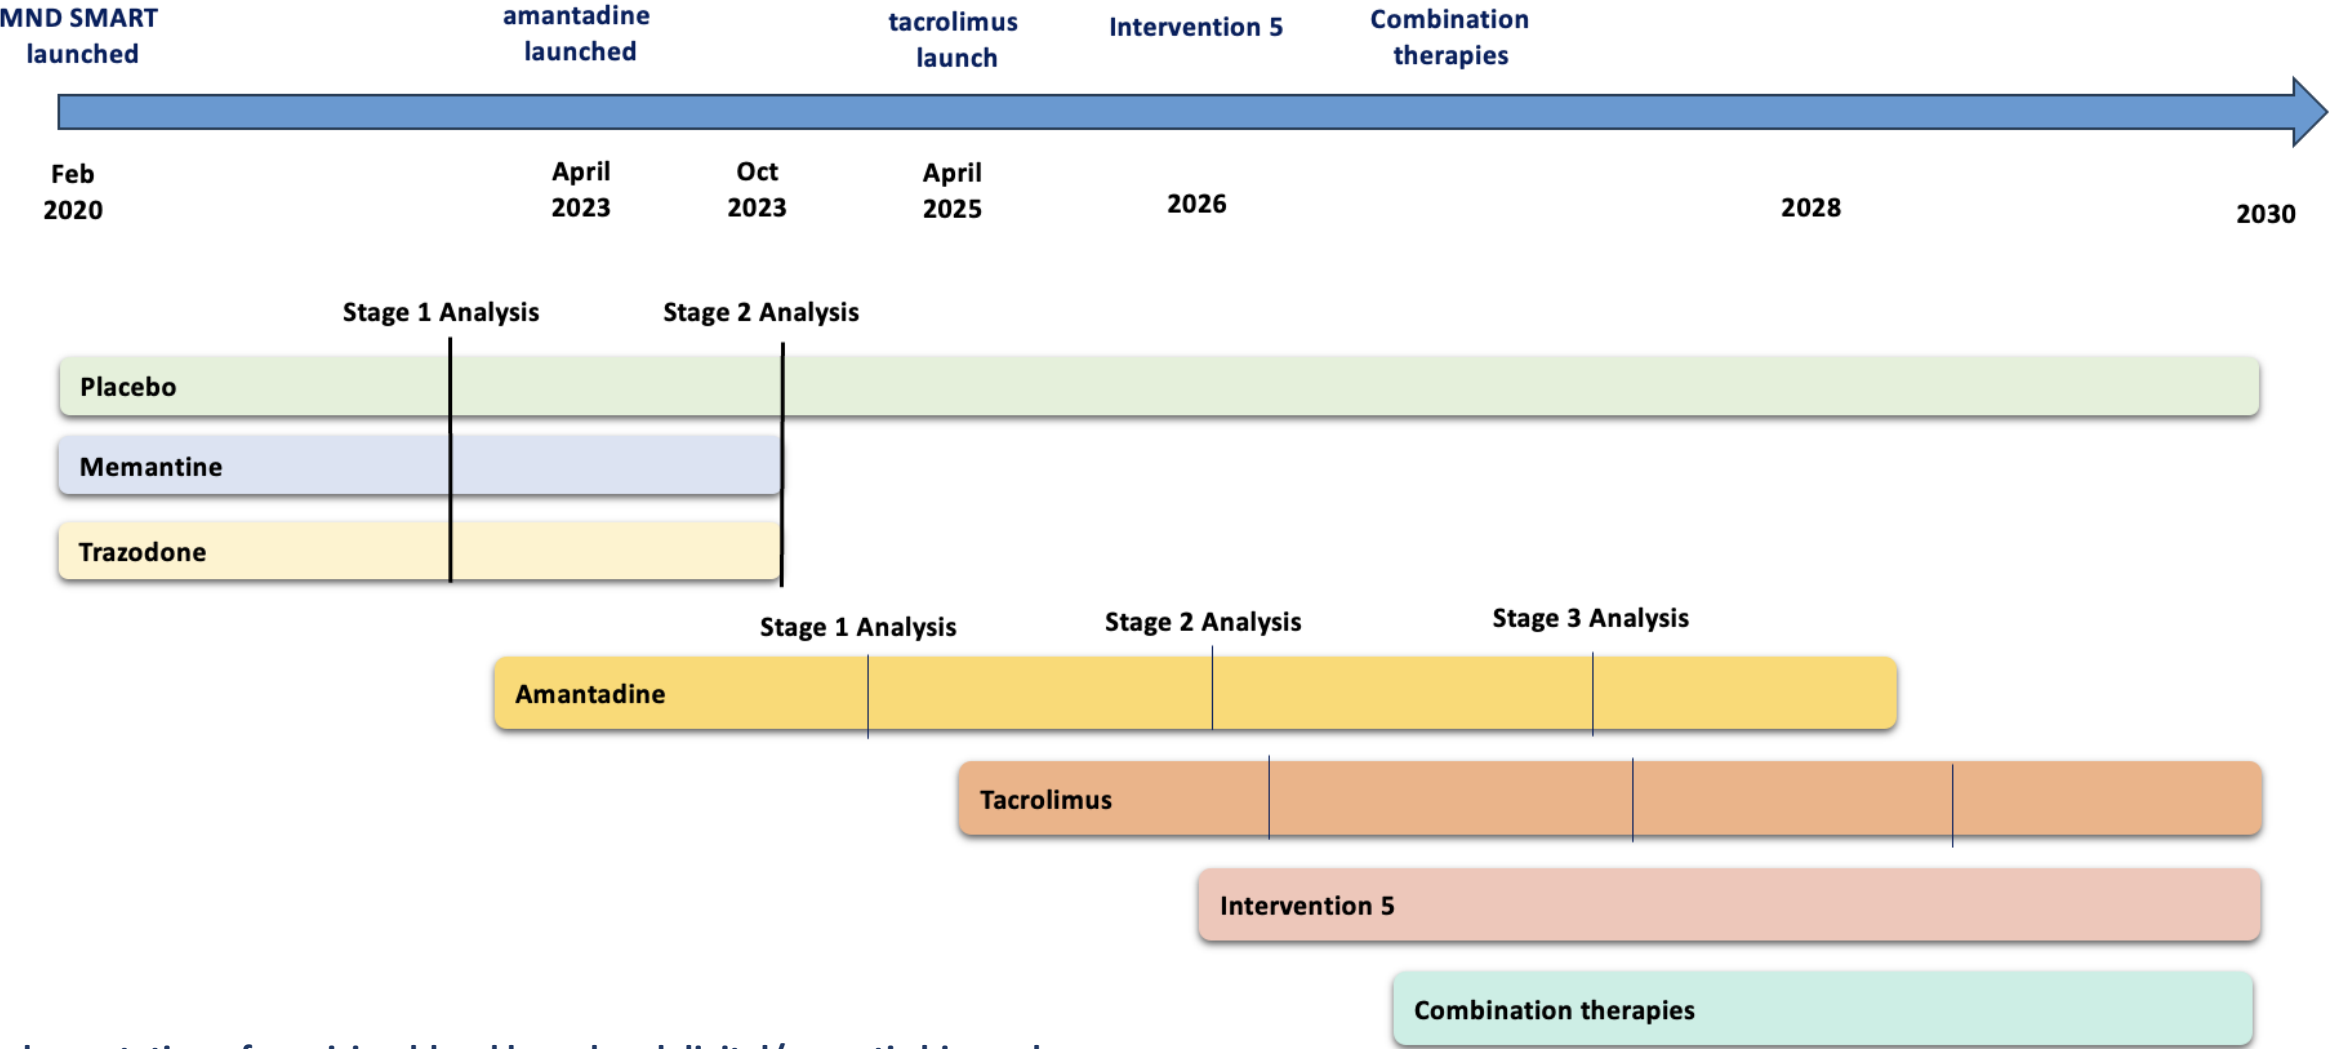 MND SMART
launched
amantadine
launched
tacrolimus
launch
Intervention 5
Combination
therapies
Feb
2020
April
2023
Oct
2023
April
2025
2026
2028
2030
Stage 1 Analysis
Stage 2 Analysis
Placebo
Memantine
Trazodone
Stage 1 Analysis
Stage 2 Analysis
Stage 3 Analysis
Amantadine
Tacrolimus
Intervention 5
Combination therapies